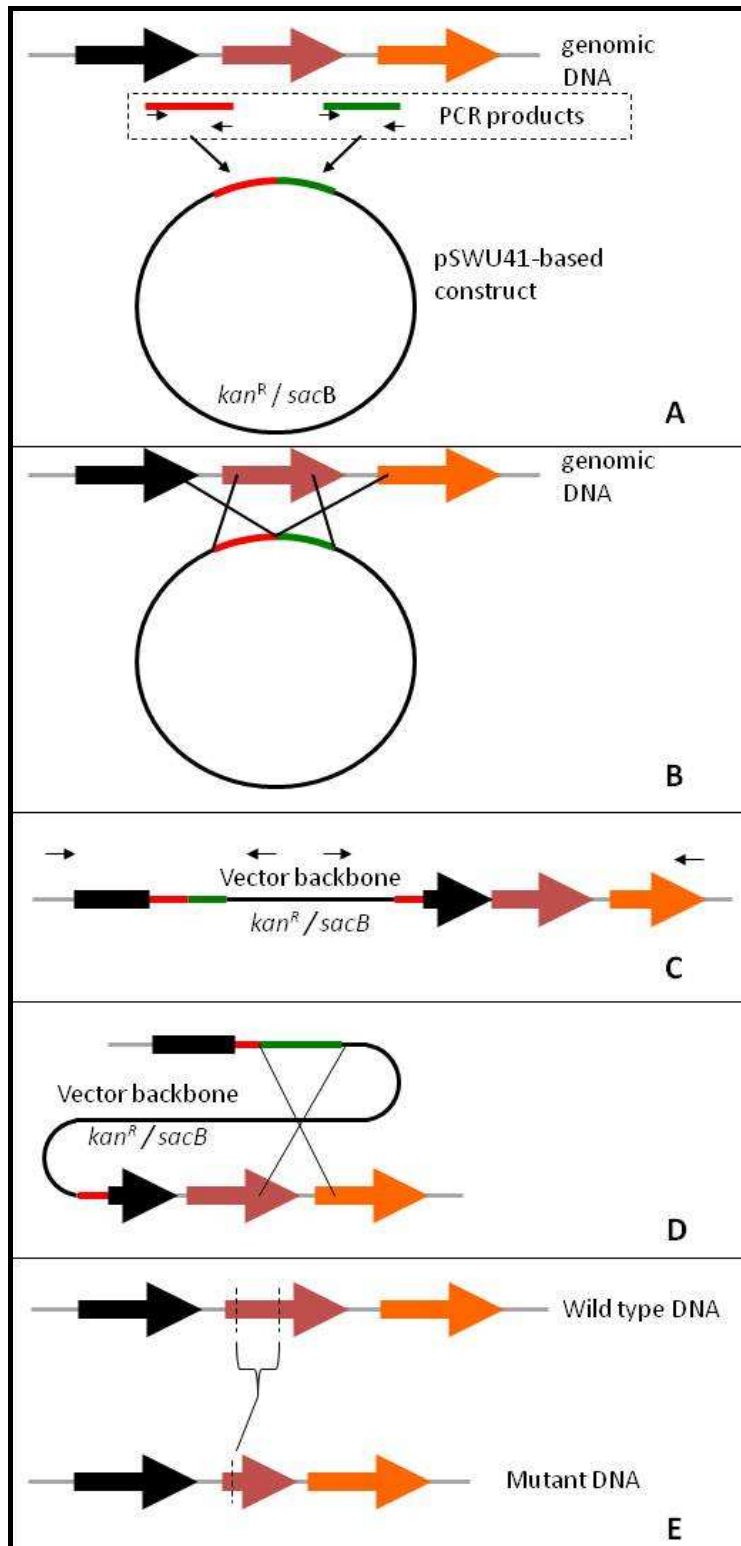 genomic
DNA
PCR products
pSWU41-based
construct
kanᴿ / sacB
A
genomic
DNA
B
Vector backbone
kanᴿ / sacB
C
Vector backbone
kanᴿ / sacB
D
Wild type DNA
Mutant DNA
E